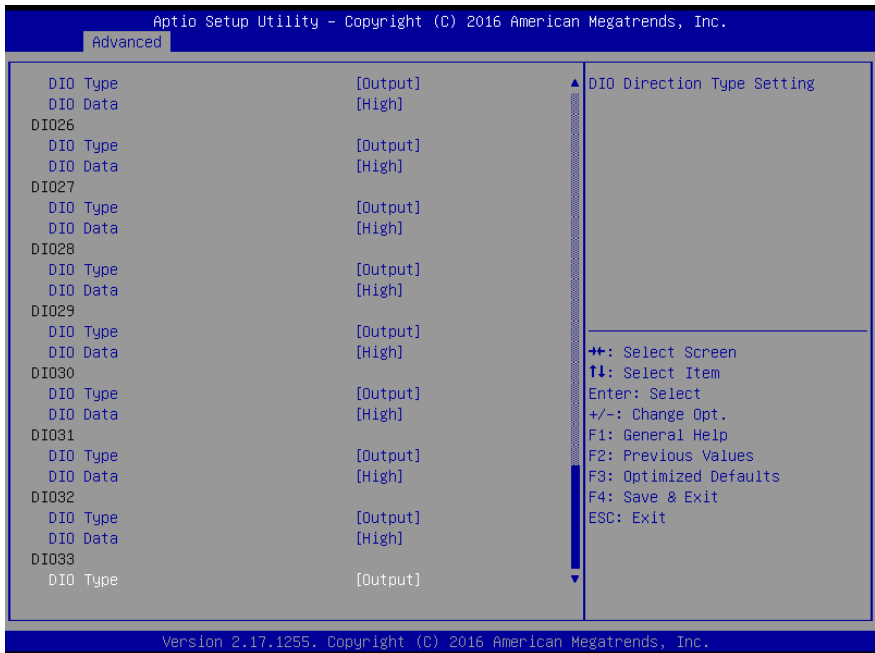 Aptio Setup Utility – Copyright (C) 2016 American Megatrends, Inc.
Advanced
DIO Type [Output]
DIO Data [High]
DIO26
DIO Type [Output]
DIO Data [High]
DIO27
DIO Type [Output]
DIO Data [High]
DIO28
DIO Type [Output]
DIO Data [High]
DIO29
DIO Type [Output]
DIO Data [High]
DIO30
DIO Type [Output]
DIO Data [High]
DIO31
DIO Type [Output]
DIO Data [High]
DIO32
DIO Type [Output]
DIO Data [High]
DIO33
DIO Type [Output]
DIO Direction Type Setting
→←: Select Screen
↑↓: Select Item
Enter: Select
+/-: Change Opt.
F1: General Help
F2: Previous Values
F3: Optimized Defaults
F4: Save & Exit
ESC: Exit
Version 2.17.1255. Copyright (C) 2016 American Megatrends, Inc.